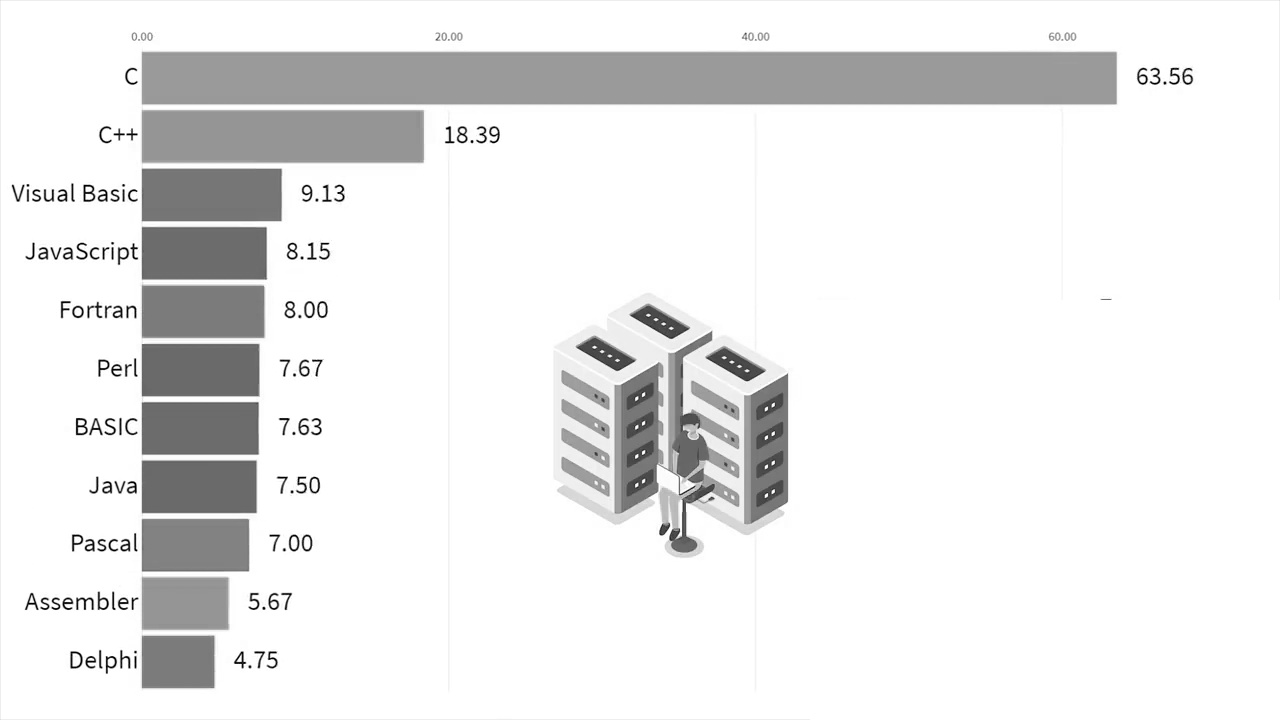 0.00 20.00 40.00 60.00
C 63.56
C++ 18.39
Visual Basic 9.13
JavaScript 8.15
Fortran 8.00
Perl 7.67
BASIC 7.63
Java 7.50
Pascal 7.00
Assembler 5.67
Delphi 4.75